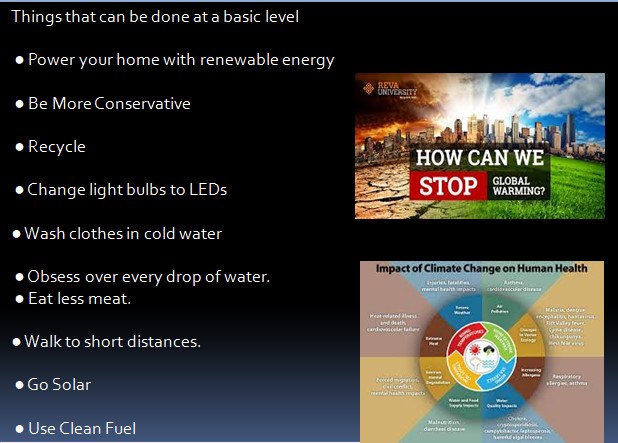 Things that can be done at a basic level
● Power your home with renewable energy
● Be More Conservative
● Recycle
● Change light bulbs to LEDs
● Wash clothes in cold water
● Obsess over every drop of water.
● Eat less meat.
● Walk to short distances.
● Go Solar
● Use Clean Fuel
REVA
UNIVERSITY
HOW CAN WE
STOP GLOBAL
WARMING?
Impact of Climate Change on Human Health
Injuries, fatalities,
mental health impacts
Asthma,
cardiovascular disease
Heat-related illness
and death,
cardiovascular failure
Severe
Weather
Air
Pollution
Malaria, dengue,
encephalitis, hantavirus,
Rift Valley fever,
Lyme disease,
chikungunya,
West Nile virus
Extreme
Heat
Changes
in Vector
Ecology
Environ-
mental
Degradation
Increasing
Allergens
Forced migration,
civil conflict,
mental health impacts
Respiratory
allergies, asthma
Water and Food
Supply Impacts
Water
Quality Impacts
Malnutrition,
diarrheal disease
Cholera,
cryptosporidiosis,
campylobacter, leptospirosis,
harmful algal blooms